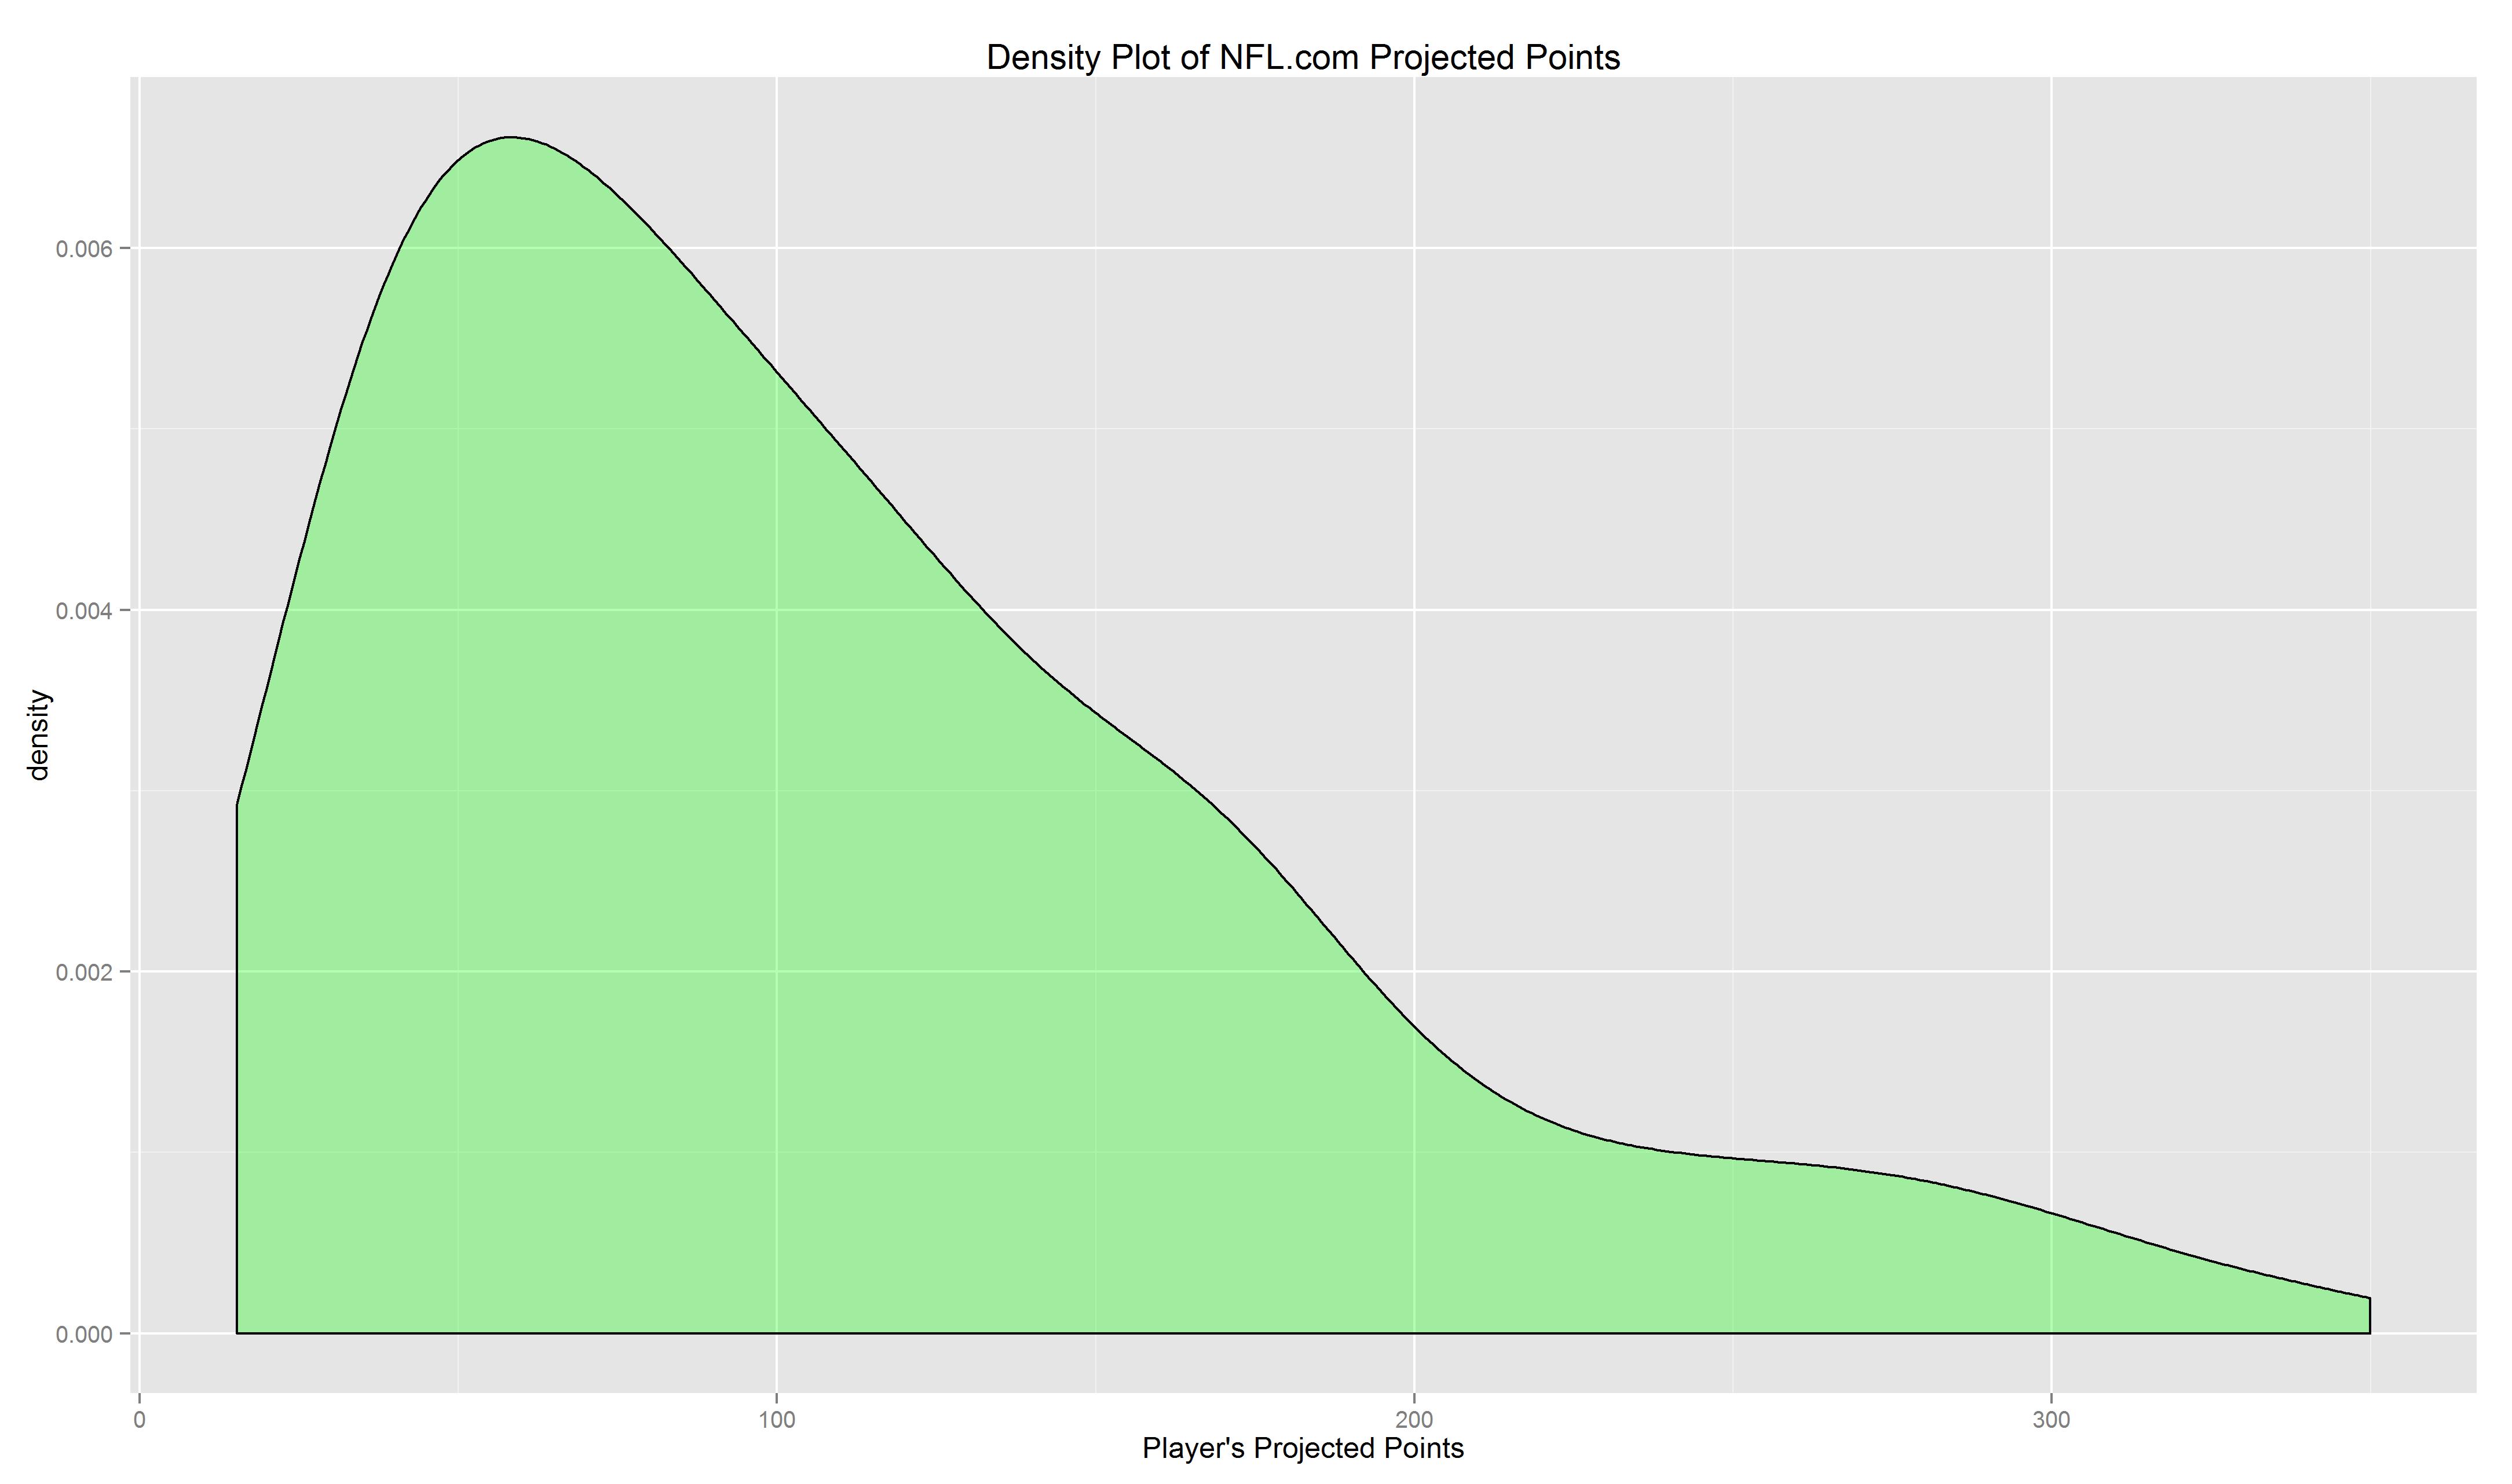 Density Plot of NFL.com Projected Points
density
0.006
0.004
0.002
0.000
0
100
200
300
Player's Projected Points